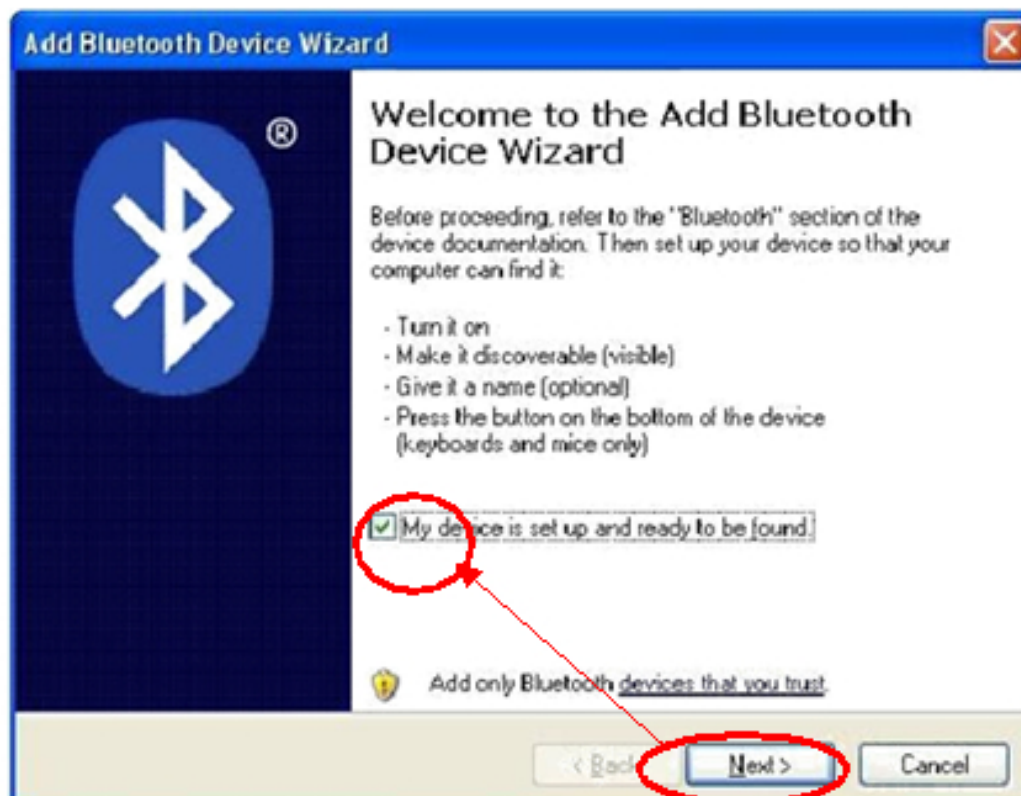 Add Bluetooth Device Wizard
®
Welcome to the Add Bluetooth
Device Wizard
Before proceeding, refer to the "Bluetooth" section of the
device documentation. Then set up your device so that your
computer can find it:
- Turn it on
- Make it discoverable (visible)
- Give it a name (optional)
- Press the button on the bottom of the device
(keyboards and mice only)
My device is set up and ready to be found.
Add only Bluetooth devices that you trust.
< Back
Next >
Cancel